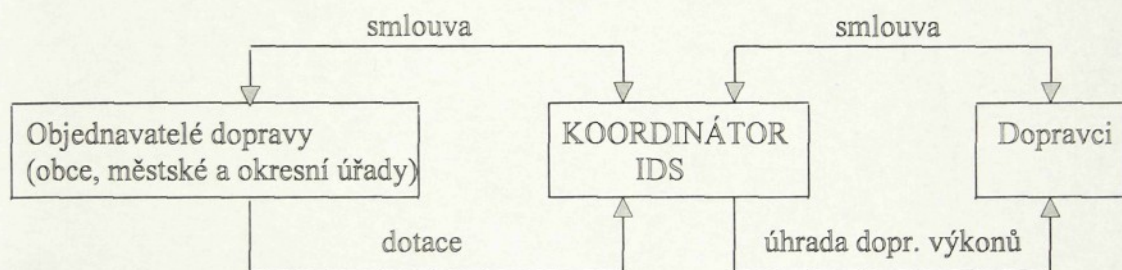 smlouva
smlouva
Objednavatelé dopravy
(obce, městské a okresní úřady)
KOORDINÁTOR
IDS
Dopravci
dotace
úhrada dopr. výkonů